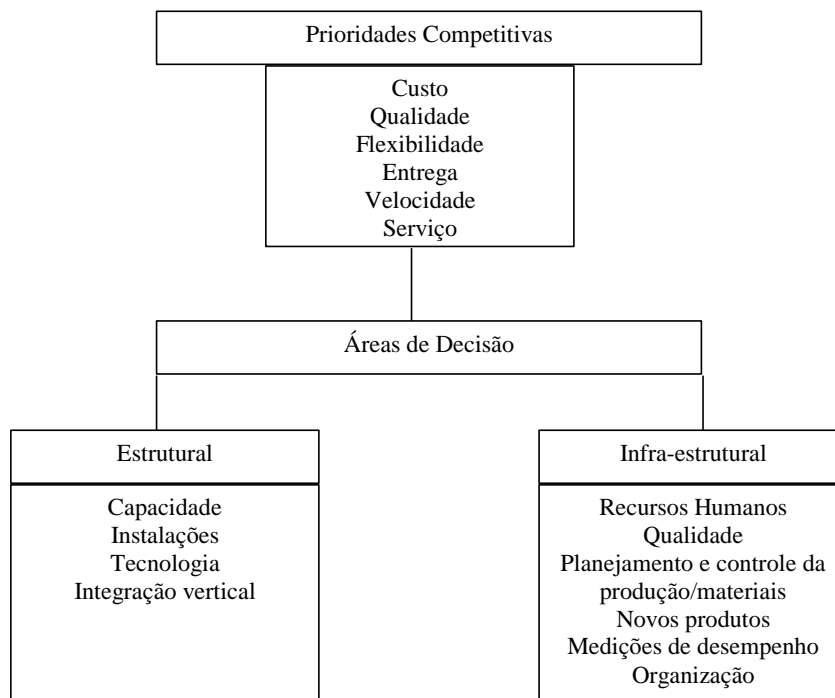 Prioridades Competitivas
Custo
Qualidade
Flexibilidade
Entrega
Velocidade
Serviço
Áreas de Decisão
Estrutural
Capacidade
Instalações
Tecnologia
Integração vertical
Infra-estrutural
Recursos Humanos
Qualidade
Planejamento e controle da
produção/materiais
Novos produtos
Medições de desempenho
Organização